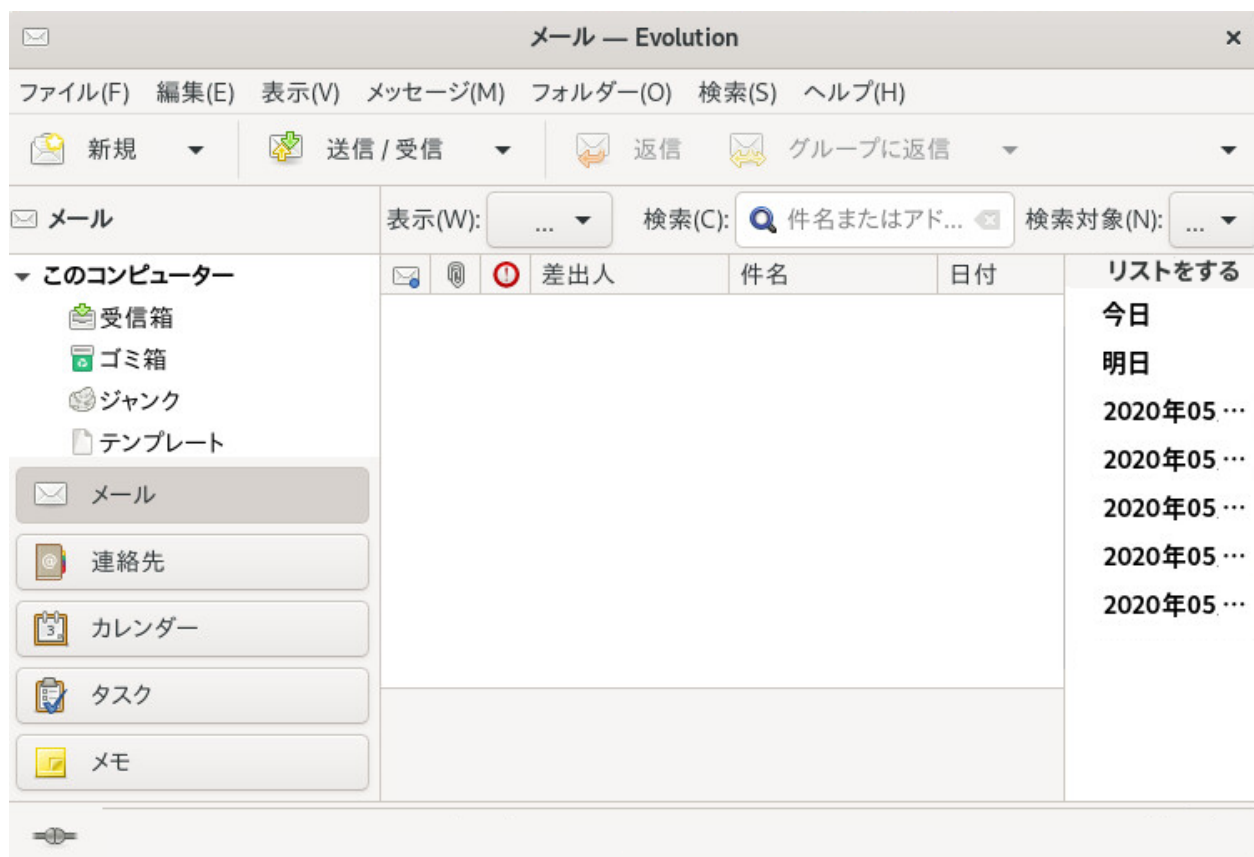 メール — Evolution ×
ファイル(F) 編集(E) 表示(V) メッセージ(M) フォルダー(O) 検索(S) ヘルプ(H)
新規 送信 / 受信 返信 グループに返信
メール 表示(W): ... 検索(C): 件名またはアド... 検索対象(N): ...
このコンピューター
受信箱
ゴミ箱
ジャンク
テンプレート
メール
連絡先
カレンダー
タスク
メモ
差出人 件名 日付
リストをする
今日
明日
2020年05…
2020年05…
2020年05…
2020年05…
2020年05…